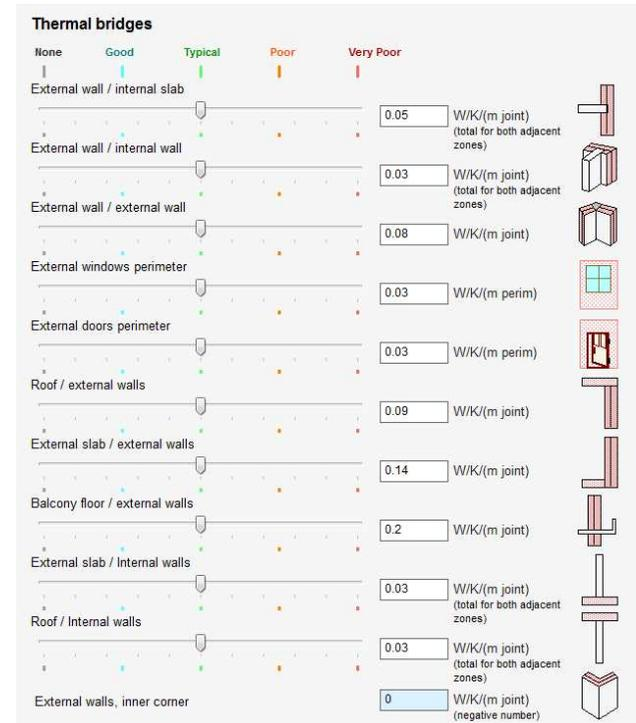 Thermal bridges
None Good Typical Poor Very Poor
External wall / internal slab
0.05 W/K/(m joint)
(total for both adjacent
zones)
External wall / internal wall
0.03 W/K/(m joint)
(total for both adjacent
zones)
External wall / external wall
0.08 W/K/(m joint)
External windows perimeter
0.03 W/K/(m perim)
External doors perimeter
0.03 W/K/(m perim)
Roof / external walls
0.09 W/K/(m joint)
External slab / external walls
0.14 W/K/(m joint)
Balcony floor / external walls
0.2 W/K/(m joint)
External slab / Internal walls
0.03 W/K/(m joint)
(total for both adjacent
zones)
Roof / Internal walls
0.03 W/K/(m joint)
(total for both adjacent
zones)
External walls, inner corner
0 W/K/(m joint)
(negative number)